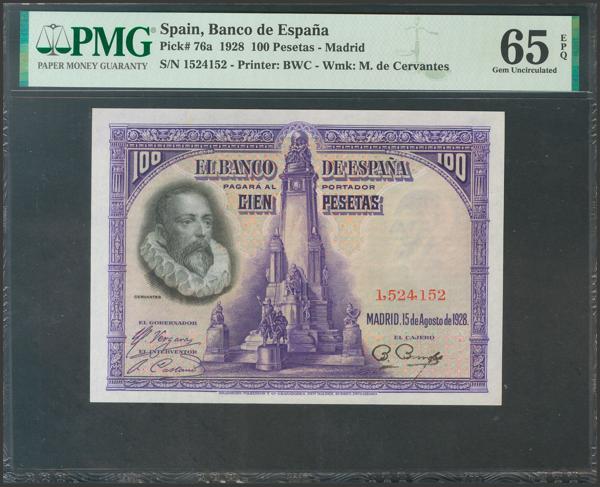 PMG
PAPER MONEY GUARANTY
Spain, Banco de España
Pick# 76a 1928 100 Pesetas - Madrid
S/N 1524152 - Printer: BWC - Wmk: M. de Cervantes
65 EPQ
Gem Uncirculated
100 100
EL BANCO DE ESPAÑA
PAGARÁ AL PORTADOR
CIEN PESETAS
CERVANTES
1,524,152
MADRID, 15 de Agosto de 1928.
EL GOBERNADOR
EL CAJERO
EL INTERVENTOR